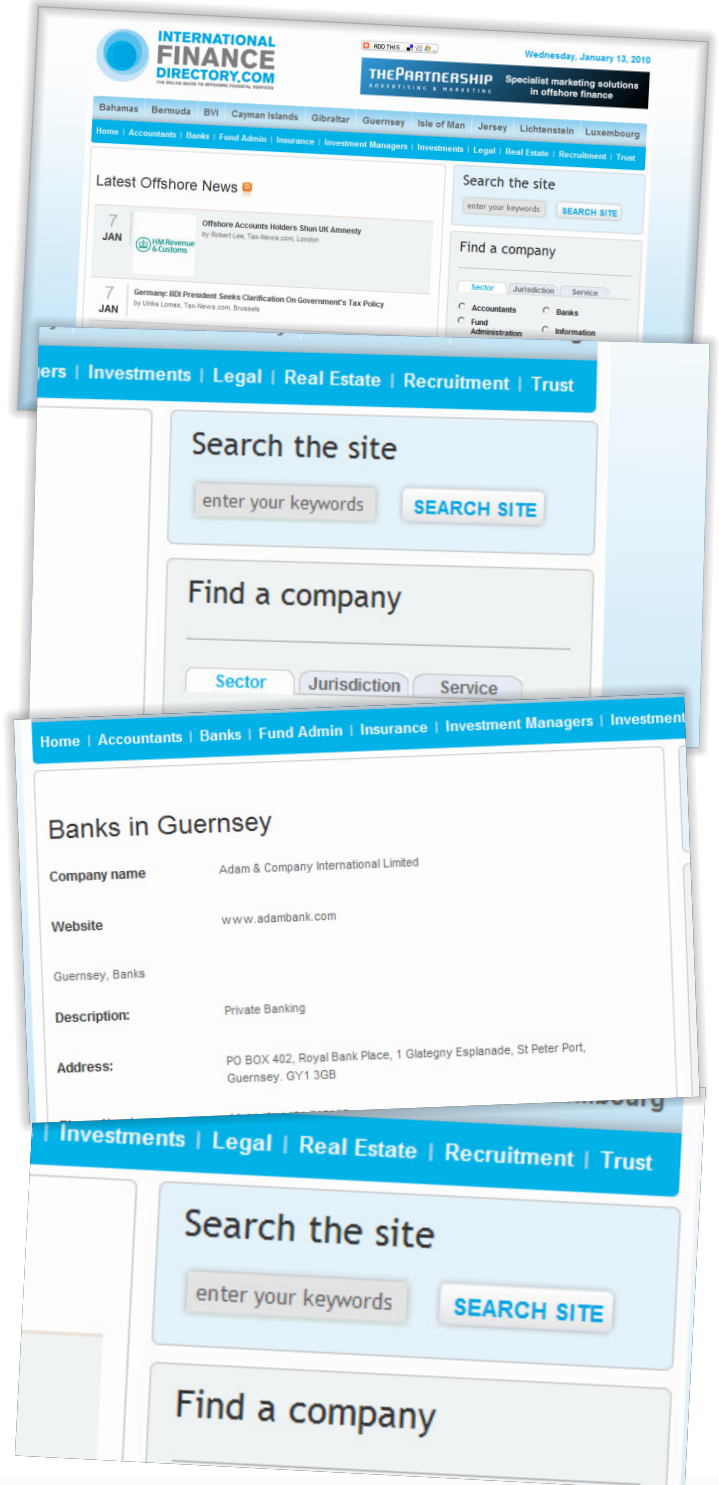 INTERNATIONAL
FINANCE
DIRECTORY.COM
THE ONLINE GUIDE TO OFFSHORE FINANCIAL SERVICES
ADD THIS
Wednesday, January 13, 2010
THEPARTNERSHIP
ADVERTISING & MARKETING
Specialist marketing solutions
in offshore finance
Bahamas Bermuda BVI Cayman Islands Gibraltar Guernsey Isle of Man Jersey Lichtenstein Luxembourg
Home | Accountants | Banks | Fund Admin | Insurance | Investment Managers | Investments | Legal | Real Estate | Recruitment | Trust
Latest Offshore News
7
JAN
HM Revenue
& Customs
Offshore Accounts Holders Shun UK Amnesty
by Robert Lee, Tax-News.com, London
7
JAN
Germany: BDI President Seeks Clarification On Government's Tax Policy
by Ulrika Lomas, Tax-News.com, Brussels
Search the site
enter your keywords SEARCH SITE
Find a company
Sector Jurisdiction Service
Accountants Banks
Fund
Administration Information
gers | Investments | Legal | Real Estate | Recruitment | Trust
Search the site
enter your keywords SEARCH SITE
Find a company
Sector Jurisdiction Service
Home | Accountants | Banks | Fund Admin | Insurance | Investment Managers | Investment
Banks in Guernsey
Company name Adam & Company International Limited
Website www.adambank.com
Guernsey, Banks
Description: Private Banking
Address: PO BOX 402, Royal Bank Place, 1 Glategny Esplanade, St Peter Port,
Guernsey. GY1 3GB
mbourg
| Investments | Legal | Real Estate | Recruitment | Trust
Search the site
enter your keywords SEARCH SITE
Find a company